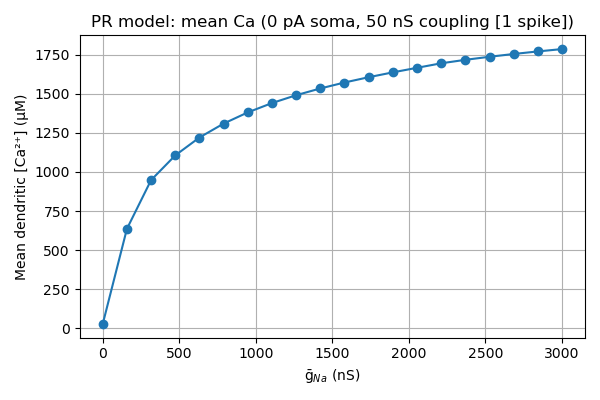 PR model: mean Ca (0 pA soma, 50 nS coupling [1 spike])
Mean dendritic [Ca²⁺] (μM)
1750
1500
1250
1000
750
500
250
0
0 500 1000 1500 2000 2500 3000
ḡNa (nS)